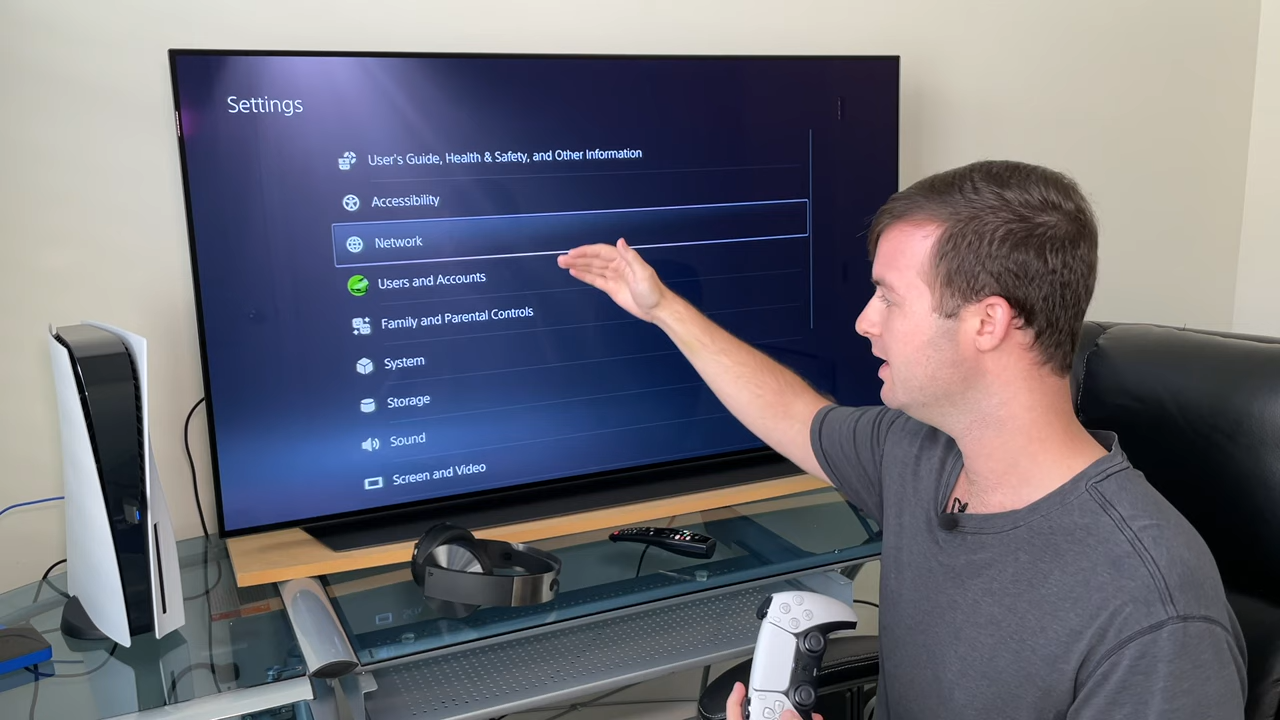 Settings
User's Guide, Health & Safety, and Other Information
Accessibility
Network
Users and Accounts
Family and Parental Controls
System
Storage
Sound
Screen and Video